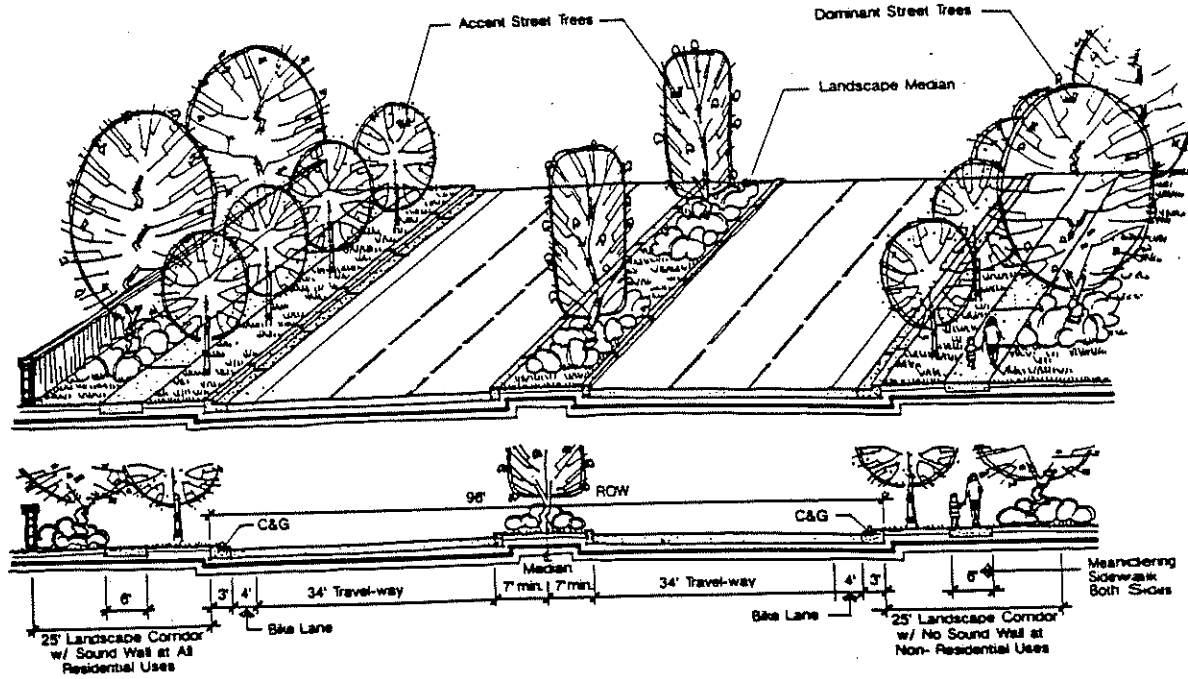 Accent Street Trees
Dominant Street Trees
Landscape Median
96'
ROW
C&G
C&G
Median
6'
3'
4'
34' Travel-way
7' min.
7' min.
34' Travel-way
4'
3'
6'
Meandering
Sidewalk
Both Sides
Bike Lane
Bike Lane
25' Landscape Corridor
w/ Sound Wall at All
Residential Uses
25' Landscape Corridor
w/ No Sound Wall at
Non-Residential Uses